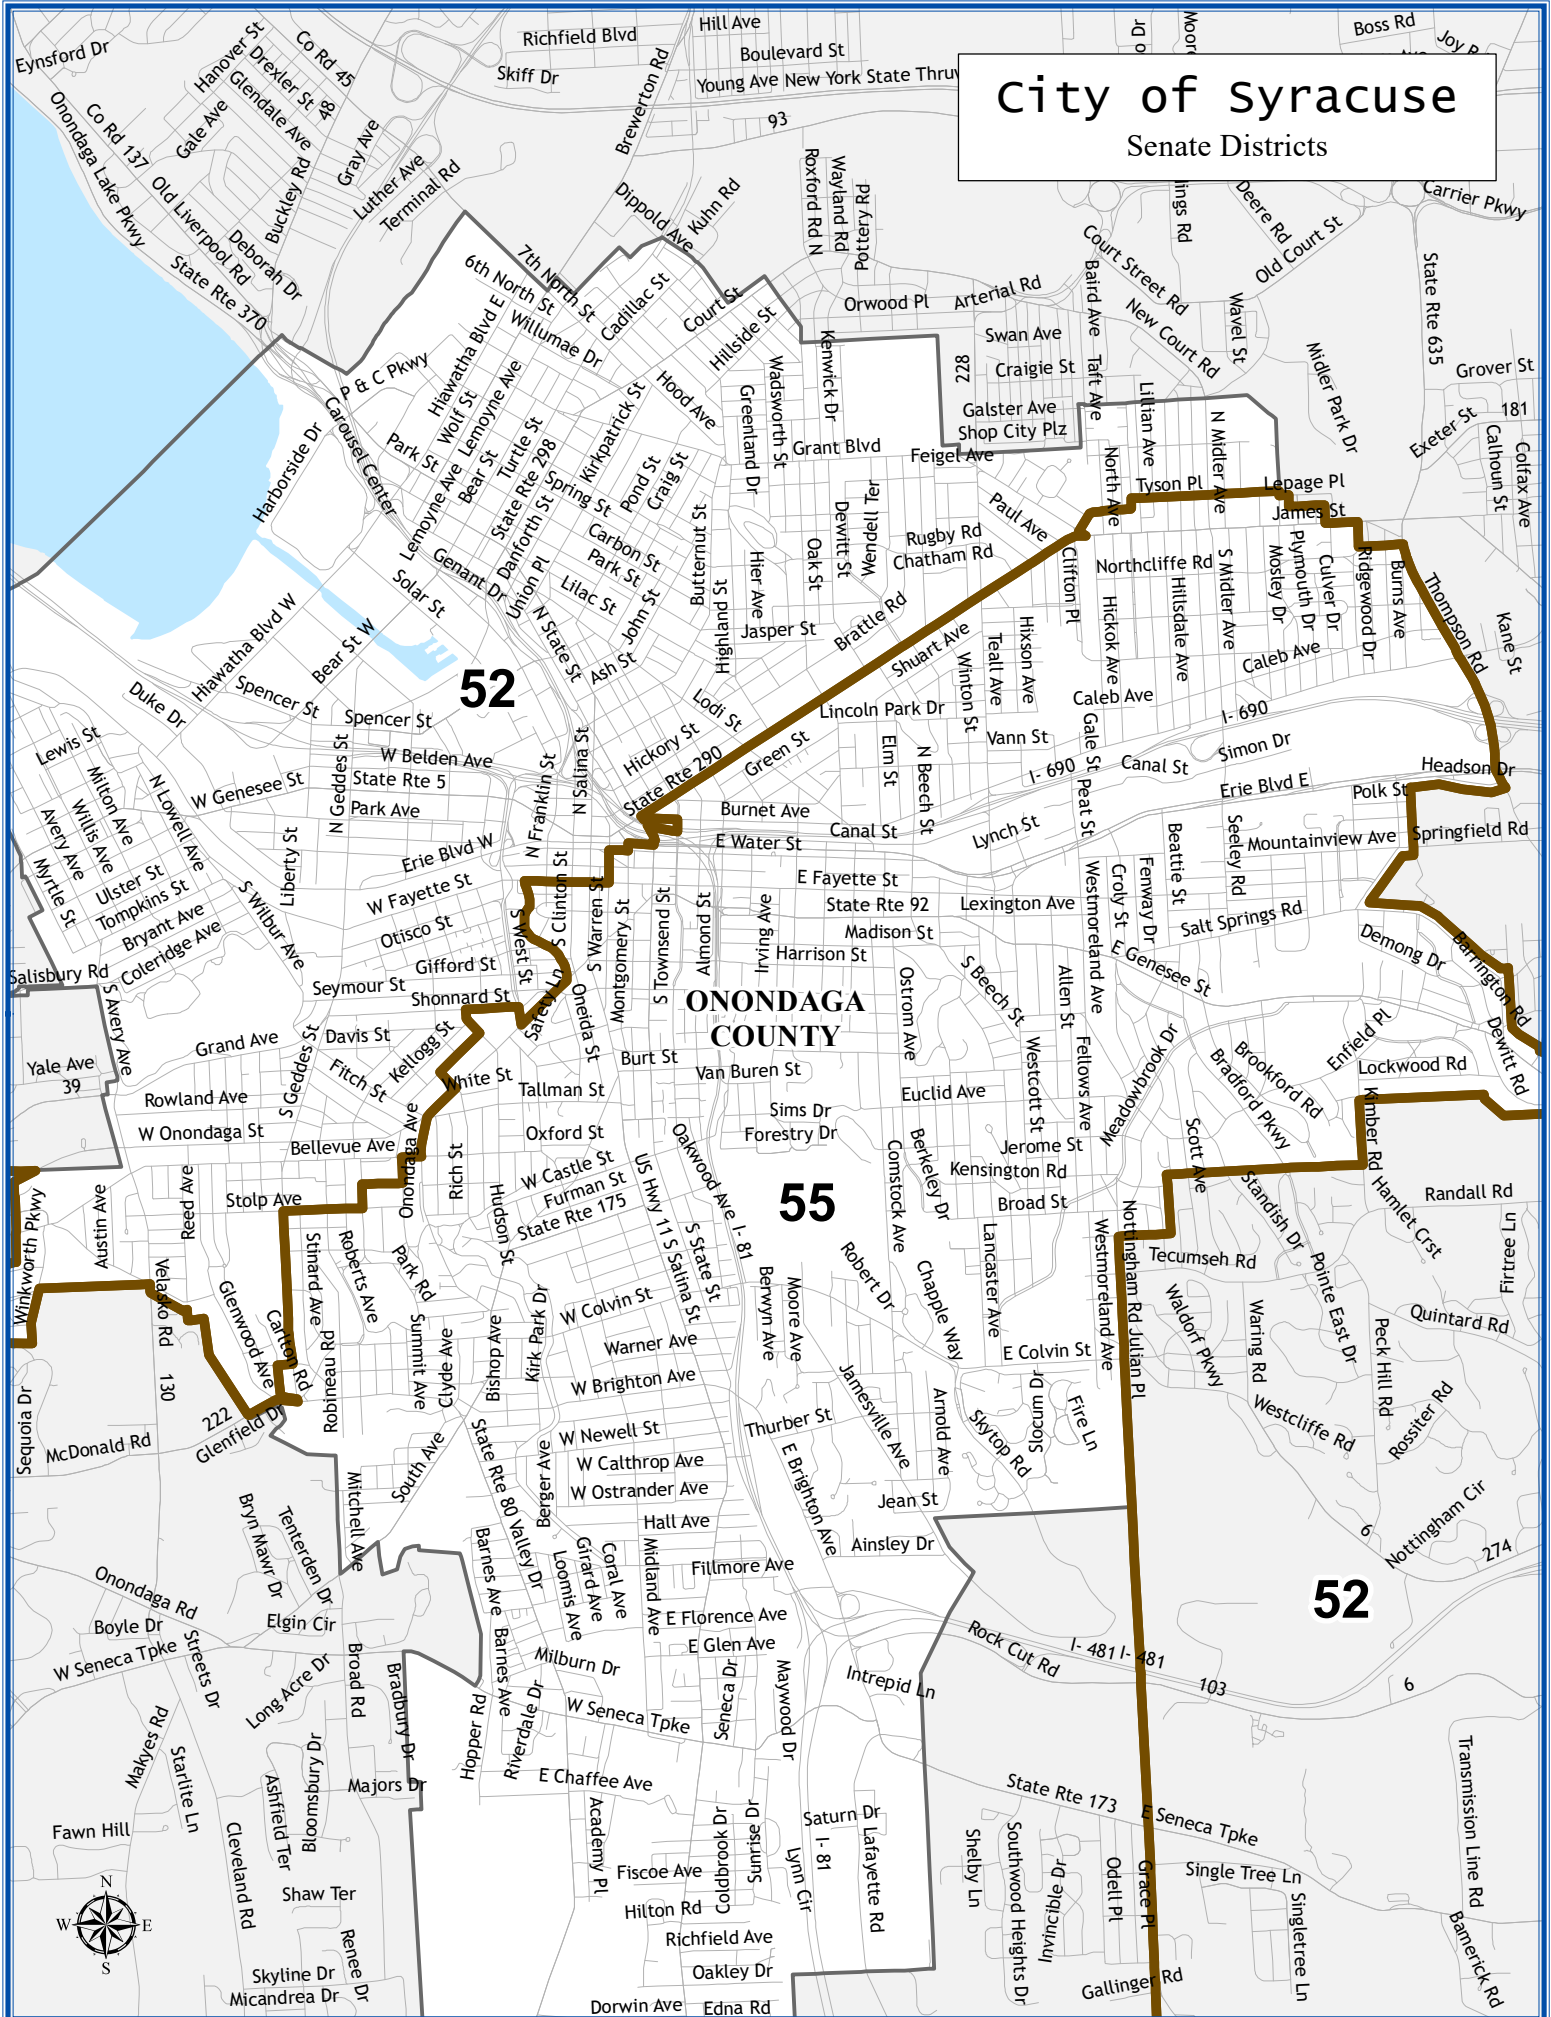 City of Syracuse
Senate Districts
Eynsford Dr
Hanover St
Drexler St
Glendale Ave
Co Rd 45
48
Gale Ave
Co Rd 137
Onondaga Lake Pkwy
Old Liverpool Rd
Buckley Rd
Gray Ave
Luther Ave
Terminal Rd
Deborah Dr
State Rte 370
Richfield Blvd
Skiff Dr
Brewerton Rd
Hill Ave
Boulevard St
Young Ave
New York State Thruw
93
Boss Rd
Dippold Ave
Kuhn Rd
Roxford Rd N
Wayland Rd
Pottery Rd
Orwood Pl
Arterial Rd
Baird Ave
Court Street Rd
Deere Rd
Old Court St
Carrier Pkwy
State Rte 635
New Court Rd
Wavel St
Swan Ave
Craigie St
228
Galster Ave
Shop City Plz
Taft Ave
Lillian Ave
N Midler Ave
Midler Park Dr
Grover St
Exeter St
181
Calhoun St
Colfax Ave
6th North St
7th North St
Cadillac St
Court St
Hillside St
Willumae Dr
Hiawatha Blvd E
P & C Pkwy
Wolf St
Lemoyne Ave
Park St
Carousel Center
Harborside Dr
Turtle St
Bear St
Lemoyne Ave
State Rte 298
Kirkpatrick St
Hood Ave
Spring St
Pond St
Craig St
Danforth St
Carbon St
Park St
Genant Dr
Union Pl
Lilac St
Solar St
N State St
John St
Ash St
Butternut St
Highland St
Hier Ave
Jasper St
Greenland Dr
Wadsworth St
Kenwick Dr
Grant Blvd
Feigel Ave
Dewitt St
Oak St
Wendell Ter
Rugby Rd
Chatham Rd
Paul Ave
North Ave
Tyson Pl
Lepage Pl
James St
Clifton Pl
Northcliffe Rd
Hickok Ave
Hillsdale Ave
S Midler Ave
Mosley Dr
Plymouth Dr
Culver Dr
Ridgewood Dr
Burns Ave
Thompson Rd
Kane St
Brattle Rd
Shuart Ave
Teall Ave
Hixson Ave
Winton St
Caleb Ave
Caleb Ave
Lincoln Park Dr
Vann St
Gale St
I- 690
I- 690
Simon Dr
Canal St
Headson Dr
Erie Blvd E
Polk St
Hiawatha Blvd W
Bear St W
52
Duke Dr
Spencer St
Spencer St
Lewis St
W Belden Ave
State Rte 5
W Genesee St
Park Ave
N Geddes St
N Franklin St
N Salina St
Lodi St
Hickory St
State Rte 290
Green St
Elm St
N Beech St
Burnet Ave
Canal St
Lynch St
Peat St
Beattie St
Seeley Rd
Mountainview Ave
Springfield Rd
Milton Ave
Willis Ave
Avery Ave
Myrtle St
N Lowell Ave
Ulster St
Tompkins St
Bryant Ave
Coleridge Ave
Liberty St
Erie Blvd W
W Fayette St
Otisco St
Gifford St
Seymour St
Shonnard St
S Wilbur Ave
S Clinton St
S West St
S Warren St
E Water St
E Fayette St
State Rte 92
Lexington Ave
Madison St
Harrison St
Montgomery St
S Townsend St
Almond St
Irving Ave
Westmoreland Ave
Croly St
Fenway Dr
Salt Springs Rd
E Genesee St
Demong Dr
Barrington Rd
Salisbury Rd
S Avery Ave
Grand Ave
Davis St
Kellogg St
Safety Ln
Oneida St
ONONDAGA
COUNTY
Ostrom Ave
S Beech St
Allen St
Yale Ave
39
Rowland Ave
S Geddes St
Fitch St
White St
Tallman St
Burt St
Van Buren St
Euclid Ave
Westcott St
Fellows Ave
Meadowbrook Dr
Bradford Pkwy
Brookford Rd
Enfield Pl
Lockwood Rd
Dewitt Rd
W Onondaga St
Bellevue Ave
Onondaga Ave
Rich St
Oxford St
Sims Dr
Forestry Dr
Comstock Ave
Berkeley Dr
Jerome St
Kensington Rd
Broad St
Scott Ave
Kimber Rd
Stolp Ave
Reed Ave
Austin Ave
Winkworth Pkwy
W Castle St
Furman St
State Rte 175
Hudson St
US Hwy 11
S Salina St
Oakwood Ave
I- 81
S State St
55
Standish Dr
Hamlet Crst
Randall Rd
Firtree Ln
Velasko Rd
Stinard Ave
Roberts Ave
Park Rd
Robert Dr
Chapple Way
Lancaster Ave
Westmoreland Ave
Nottingham Rd
Julian Pl
Tecumseh Rd
Pointe East Dr
Glenwood Ave
Carlton Rd
Robineau Rd
Summit Ave
Clyde Ave
Bishop Ave
Kirk Park Dr
W Colvin St
Warner Ave
W Brighton Ave
Berwyn Ave
Moore Ave
E Colvin St
Waldorf Pkwy
Waring Rd
Quintard Rd
Peck Hill Rd
Sequoia Dr
130
222
Glenfield Dr
McDonald Rd
South Ave
State Rte 80
Valley Dr
Berger Ave
W Newell St
W Calthrop Ave
W Ostrander Ave
Thurber St
Jamesville Ave
Arnold Ave
Skytop Rd
Slocum Dr
Fire Ln
Westcliffe Rd
Rossiter Rd
E Brighton Ave
Jean St
Ainsley Dr
Hall Ave
Fillmore Ave
6
Nottingham Cir
274
Mitchell Ave
Bryn Mawr Dr
Tenterden Dr
Barnes Ave
Loomis Ave
Girard Ave
Coral Ave
Midland Ave
E Florence Ave
E Glen Ave
52
Onondaga Rd
Boyle Dr
Elgin Cir
W Seneca Tpke
Streets Dr
Long Acre Dr
Broad Rd
Bradbury Dr
Barnes Ave
Milburn Dr
Hopper Rd
Riverdale Dr
W Seneca Tpke
Seneca Dr
Maywood Dr
Intrepid Ln
Rock Cut Rd
I- 481
I- 481
103
6
Makyes Rd
Starlite Ln
Bloomsbury Dr
Ashfield Ter
Majors Dr
E Chaffee Ave
State Rte 173
E Seneca Tpke
Transmission Line Rd
Fawn Hill
Cleveland Rd
Academy Pl
Fiscoe Ave
Coldbrook Dr
Sunrise Dr
Saturn Dr
I- 81
Lynn Cir
Lafayette Rd
Shelby Ln
Southwood Heights Dr
Invincible Dr
Odell Pl
Grace Pl
Single Tree Ln
Singletree Ln
Bamerick Rd
Shaw Ter
Hilton Rd
Richfield Ave
Oakley Dr
Dorwin Ave
Edna Rd
Renee Dr
Skyline Dr
Micandrea Dr
Gallinger Rd
N
W
E
S